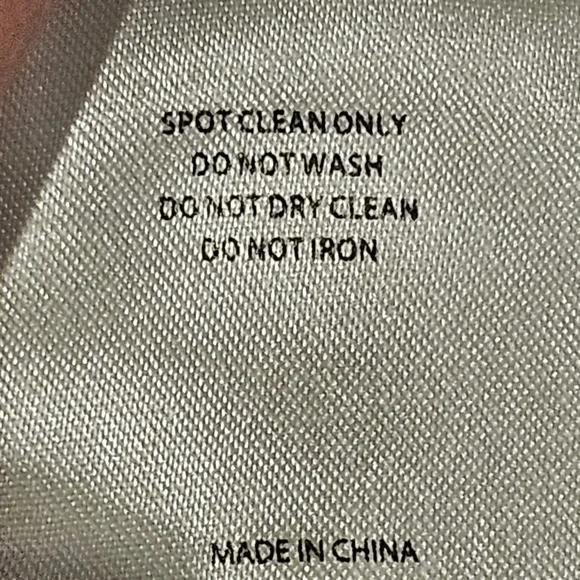 SPOT CLEAN ONLY
DO NOT WASH
DO NOT DRY CLEAN
DO NOT IRON
MADE IN CHINA